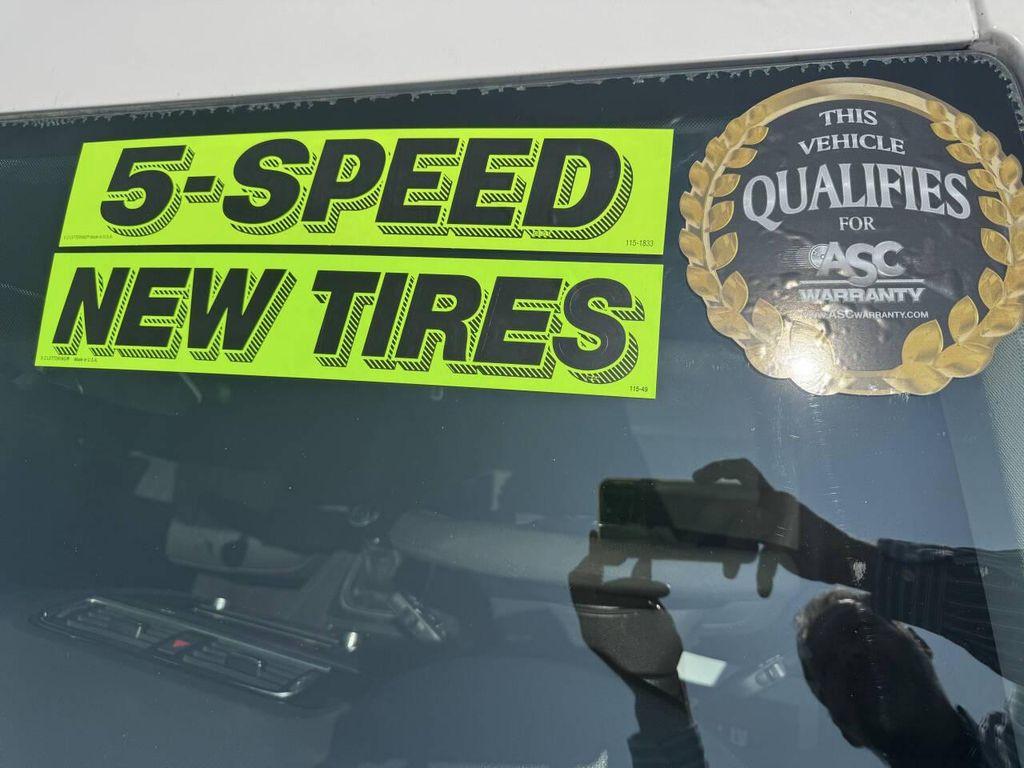 5-SPEED
115-1833
NEW TIRES
115-49
THIS
VEHICLE
QUALIFIES
FOR
ASC
WARRANTY
WWW.ASCWARRANTY.COM